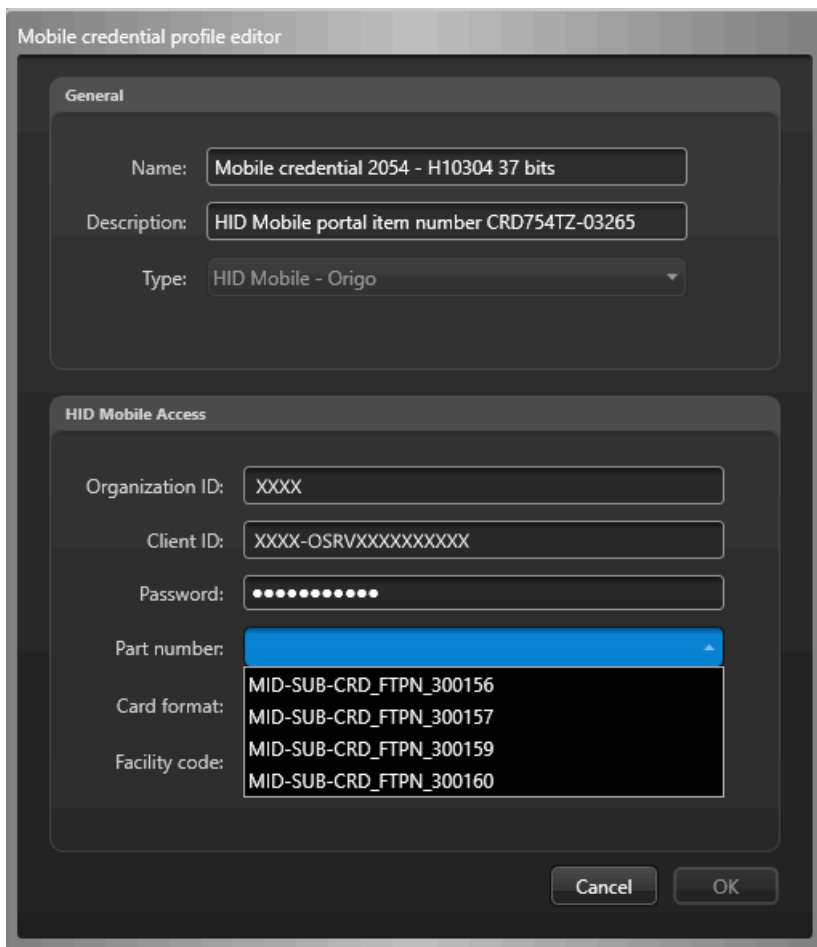 Mobile credential profile editor
General
Name: Mobile credential 2054 - H10304 37 bits
Description: HID Mobile portal item number CRD754TZ-03265
Type: HID Mobile - Origo
HID Mobile Access
Organization ID: XXXX
Client ID: XXXX-OSRVXXXXXXXXXX
Password: ●●●●●●●●●●●
Part number:
MID-SUB-CRD_FTPN_300156
Card format:
MID-SUB-CRD_FTPN_300157
MID-SUB-CRD_FTPN_300159
Facility code:
MID-SUB-CRD_FTPN_300160
Cancel OK